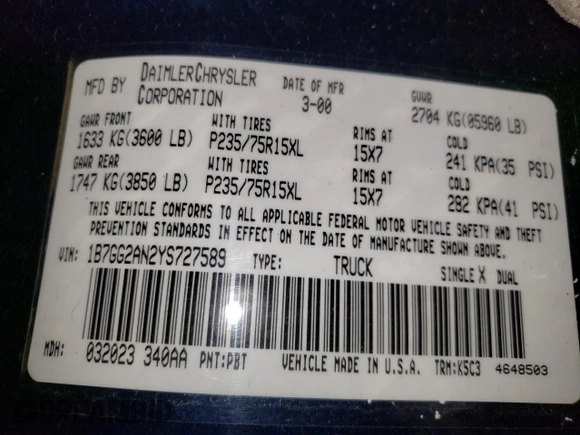 MFD BY DAIMLERCHRYSLER CORPORATION DATE OF MFR 3-00 GVWR 2704 KG(05960 LB)
GAWR FRONT WITH TIRES RIMS AT COLD
1633 KG(3600 LB) P235/75R15XL 15X7 241 KPA(35 PSI)
GAWR REAR WITH TIRES RIMS AT COLD
1747 KG(3850 LB) P235/75R15XL 15X7 282 KPA(41 PSI)
THIS VEHICLE CONFORMS TO ALL APPLICABLE FEDERAL MOTOR VEHICLE SAFETY AND THEFT
PREVENTION STANDARDS IN EFFECT ON THE DATE OF MANUFACTURE SHOWN ABOVE.
VIN: 1B7GG2AN2YS727589 TYPE: TRUCK SINGLE X DUAL
MDH: 032023 340AA PNT:PBT VEHICLE MADE IN U.S.A. TRM:K5C3 4648503